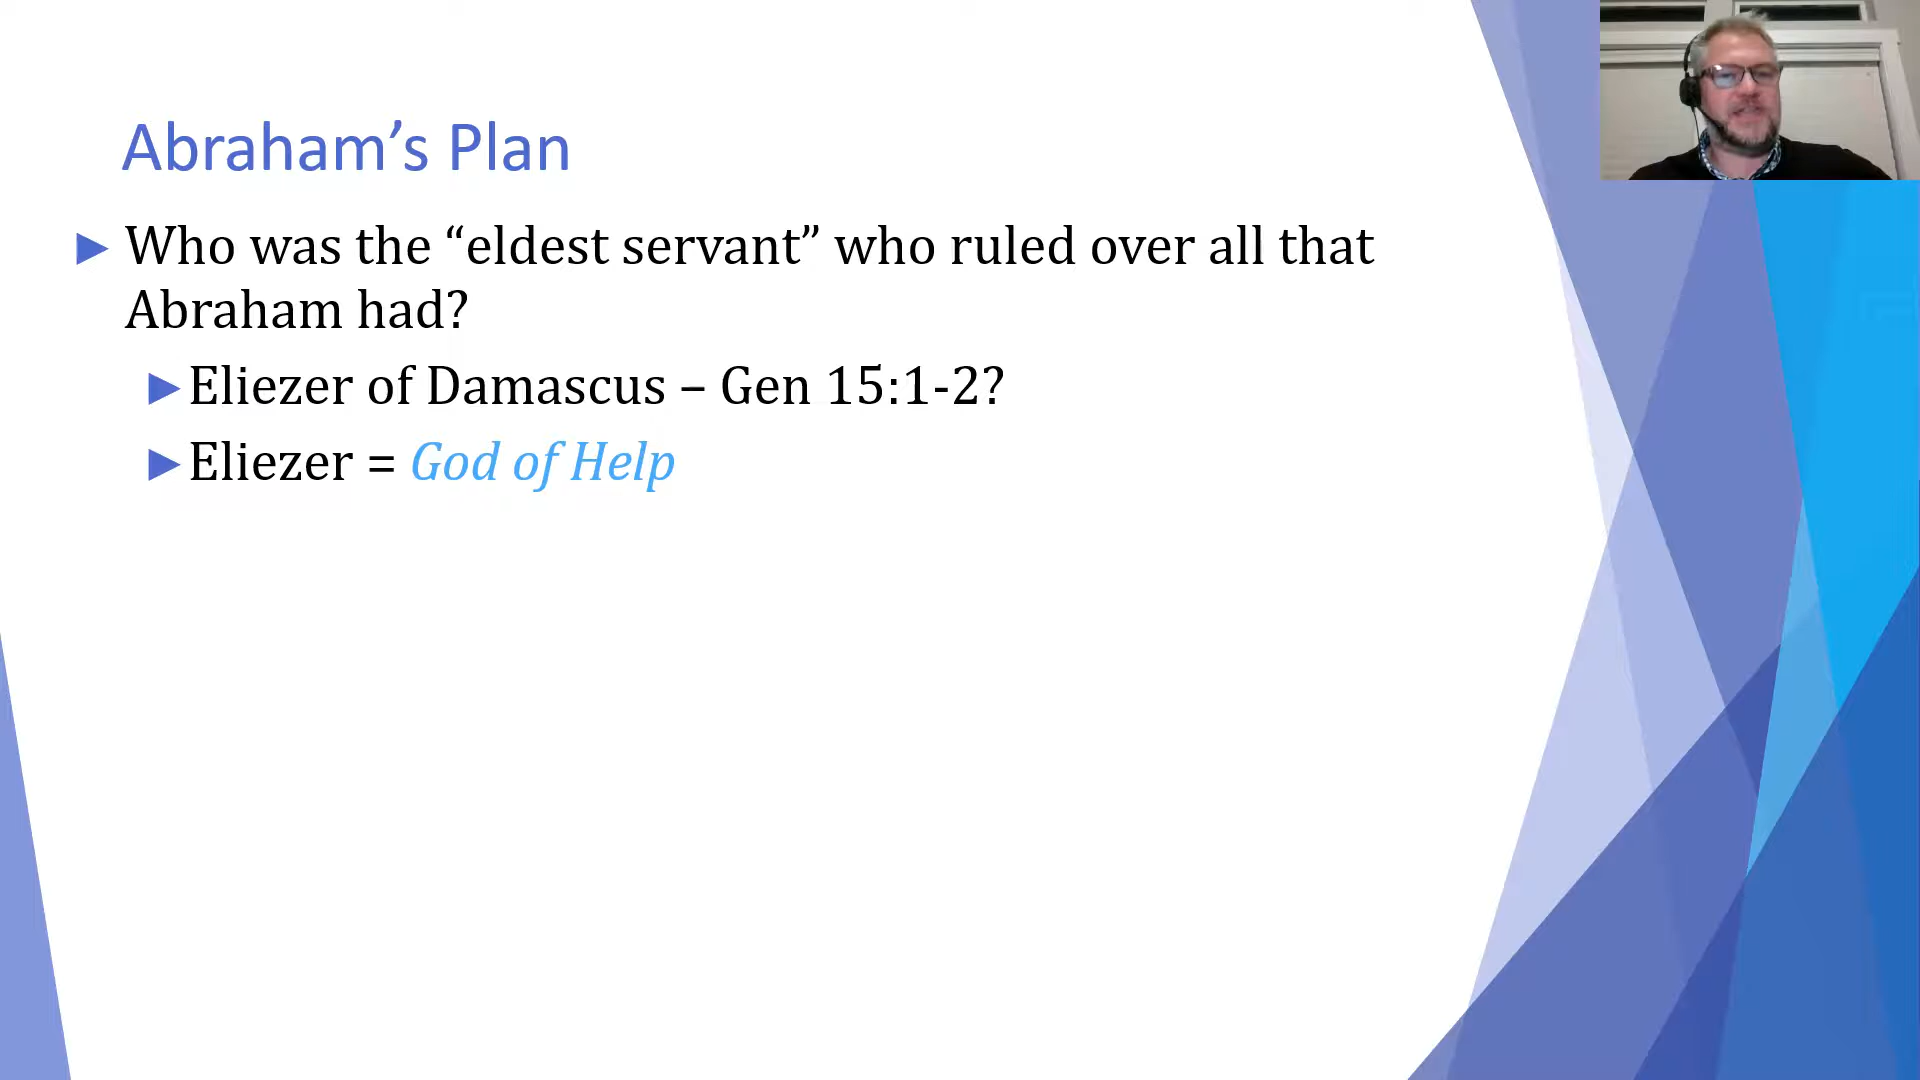 Abraham’s Plan
Who was the “eldest servant” who ruled over all that
Abraham had?
Eliezer of Damascus – Gen 15:1-2?
Eliezer = God of Help